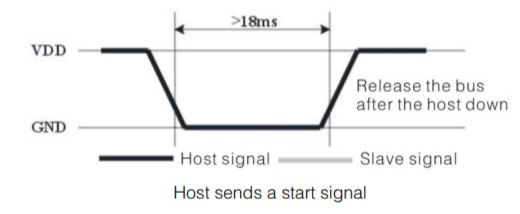 >18ms
VDD
Release the bus
after the host down
GND
Host signal
Slave signal
Host sends a start signal